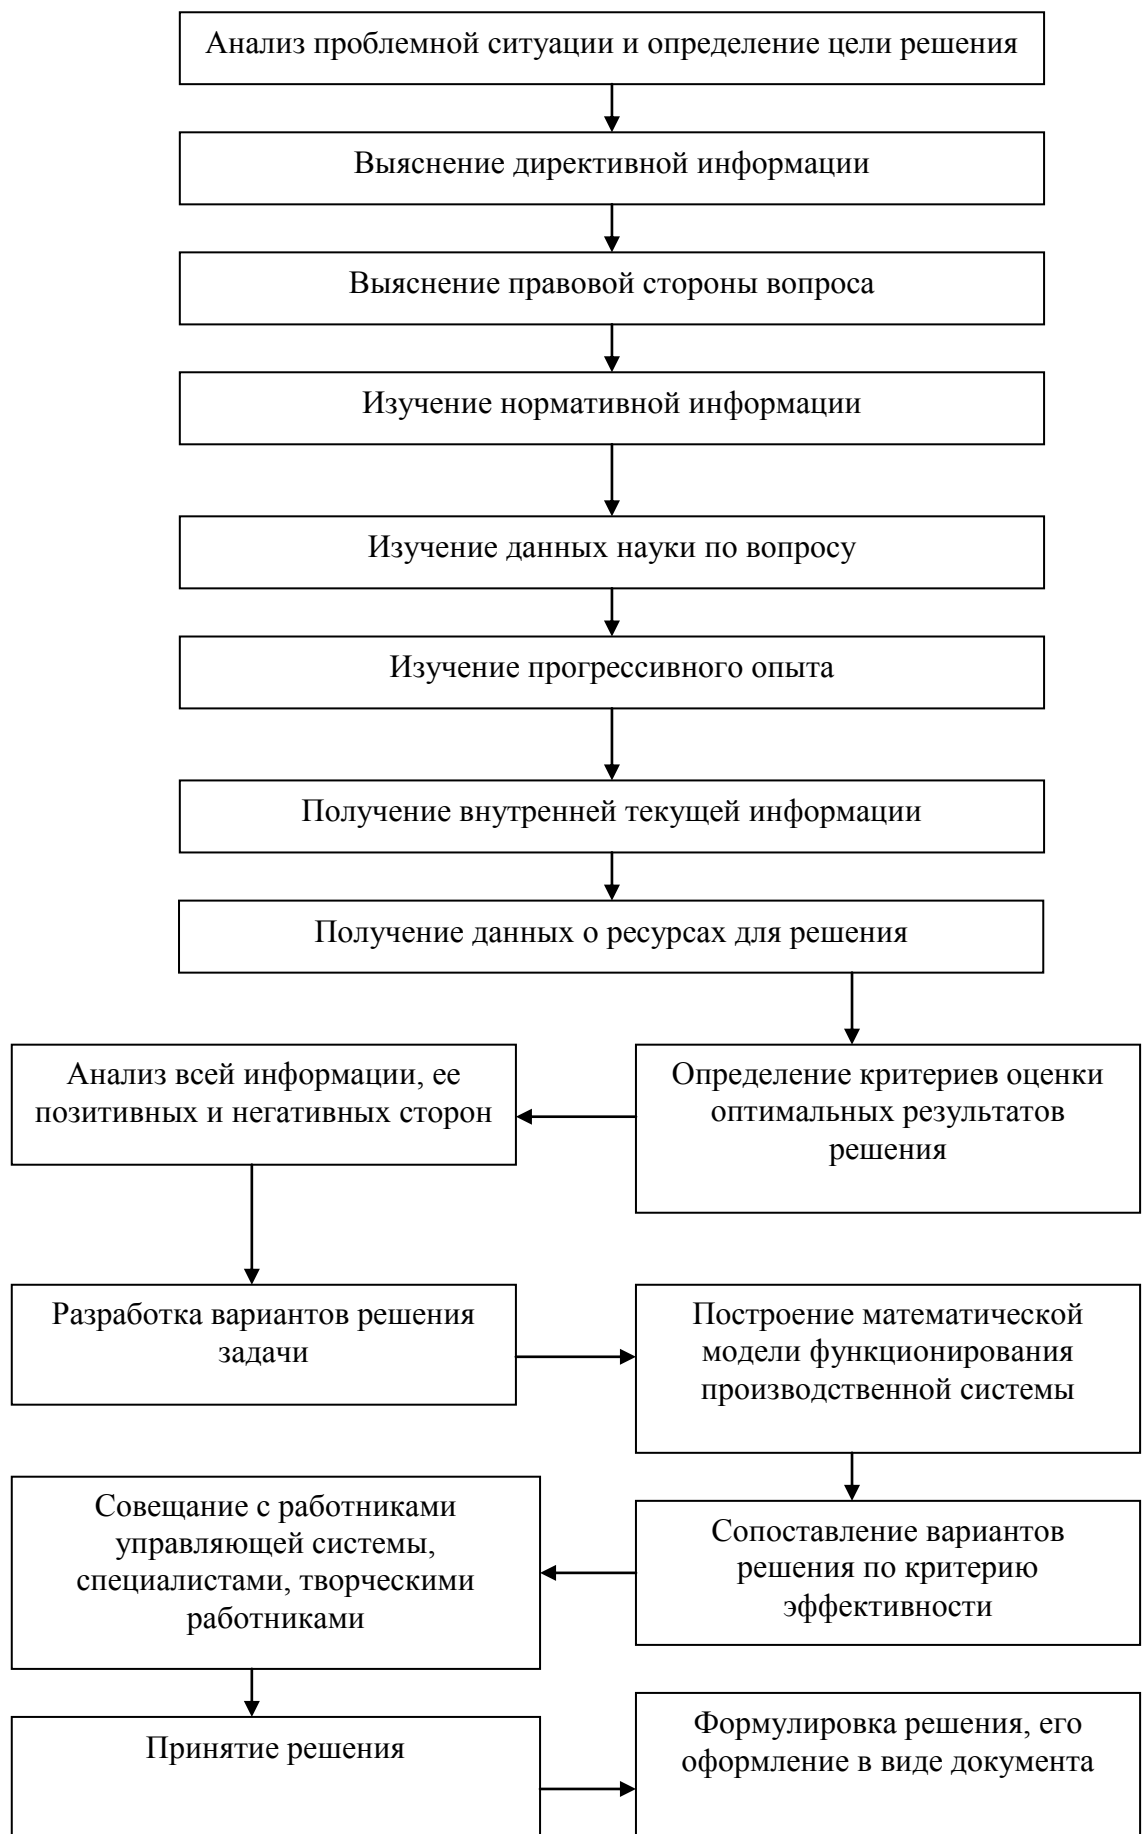 Анализ проблемной ситуации и определение цели решения
Выяснение директивной информации
Выяснение правовой стороны вопроса
Изучение нормативной информации
Изучение данных науки по вопросу
Изучение прогрессивного опыта
Получение внутренней текущей информации
Получение данных о ресурсах для решения
Определение критериев оценки
оптимальных результатов
решения
Анализ всей информации, ее
позитивных и негативных сторон
Разработка вариантов решения
задачи
Построение математической
модели функционирования
производственной системы
Сопоставление вариантов
решения по критерию
эффективности
Совещание с работниками
управляющей системы,
специалистами, творческими
работниками
Принятие решения
Формулировка решения, его
оформление в виде документа